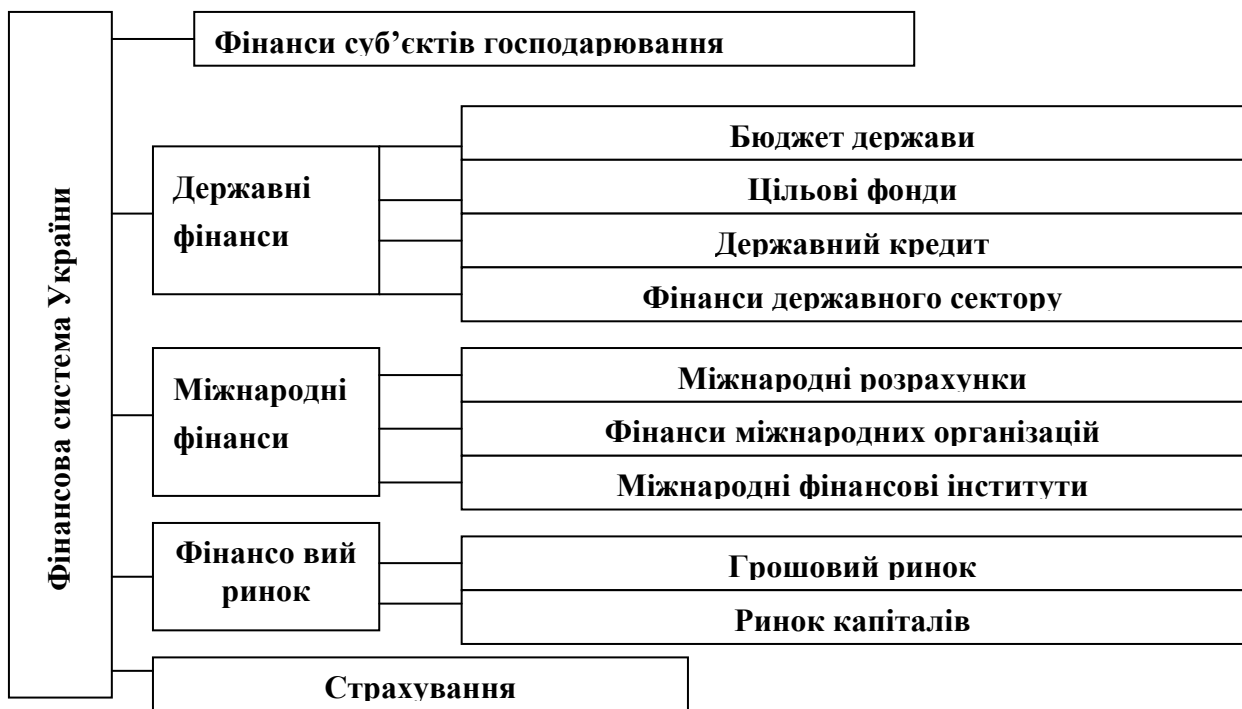 Фінансова система України
Фінанси суб’єктів господарювання
Державні
фінанси
Бюджет держави
Цільові фонди
Державний кредит
Фінанси державного сектору
Міжнародні
фінанси
Міжнародні розрахунки
Фінанси міжнародних організацій
Міжнародні фінансові інститути
Фінансо вий
ринок
Грошовий ринок
Ринок капіталів
Страхування